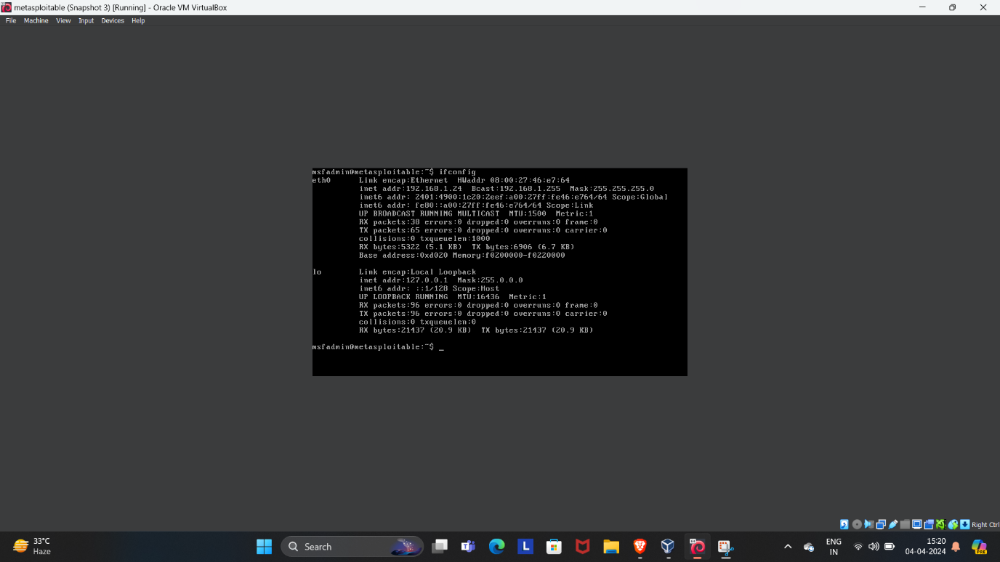 metasploitable (Snapshot 3) [Running] - Oracle VM VirtualBox
File Machine View Input Devices Help
msfadmin@metasploitable:~$ ifconfig
eth0 Link encap:Ethernet HWaddr 08:00:27:46:e7:64
inet addr:192.168.1.24 Bcast:192.168.1.255 Mask:255.255.255.0
inet6 addr: 2401:4900:1c20:2eef:a00:27ff:fe46:e764/64 Scope:Global
inet6 addr: fe80::a00:27ff:fe46:e764/64 Scope:Link
UP BROADCAST RUNNING MULTICAST MTU:1500 Metric:1
RX packets:38 errors:0 dropped:0 overruns:0 frame:0
TX packets:65 errors:0 dropped:0 overruns:0 carrier:0
collisions:0 txqueuelen:1000
RX bytes:5322 (5.1 KB) TX bytes:6906 (6.7 KB)
Base address:0xd020 Memory:f0200000-f0220000
lo Link encap:Local Loopback
inet addr:127.0.0.1 Mask:255.0.0.0
inet6 addr: ::1/128 Scope:Host
UP LOOPBACK RUNNING MTU:16436 Metric:1
RX packets:96 errors:0 dropped:0 overruns:0 frame:0
TX packets:96 errors:0 dropped:0 overruns:0 carrier:0
collisions:0 txqueuelen:0
RX bytes:21437 (20.9 KB) TX bytes:21437 (20.9 KB)
msfadmin@metasploitable:~$ _
Right Ctrl
33°C
Haze
Search
L
ENG
IN
15:20
04-04-2024
PRE